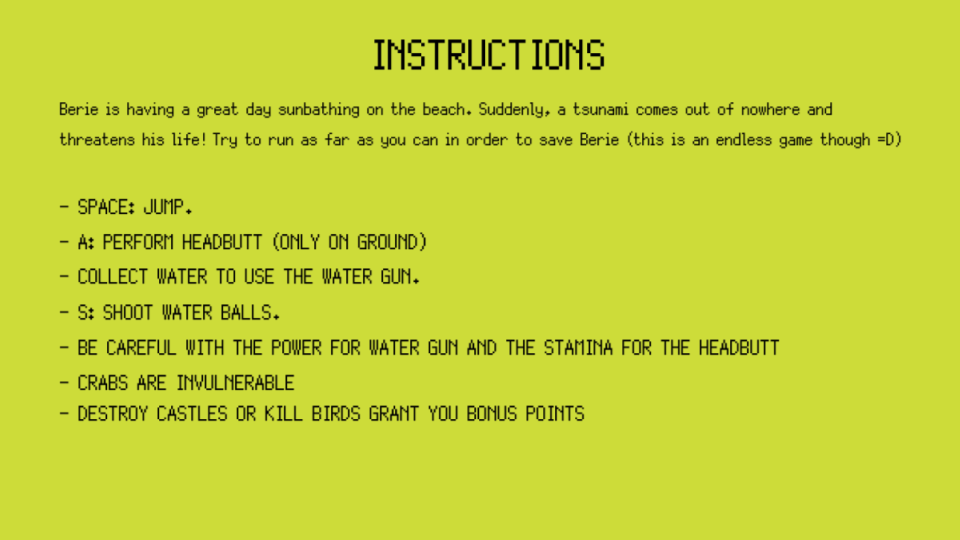 INSTRUCTIONS
Berie is having a great day sunbathing on the beach. Suddenly, a tsunami comes out of nowhere and
threatens his life! Try to run as far as you can in order to save Berie (this is an endless game though =D)
- SPACE: JUMP.
- A: PERFORM HEADBUTT (ONLY ON GROUND)
- COLLECT WATER TO USE THE WATER GUN.
- S: SHOOT WATER BALLS.
- BE CAREFUL WITH THE POWER FOR WATER GUN AND THE STAMINA FOR THE HEADBUTT
- CRABS ARE INVULNERABLE
- DESTROY CASTLES OR KILL BIRDS GRANT YOU BONUS POINTS